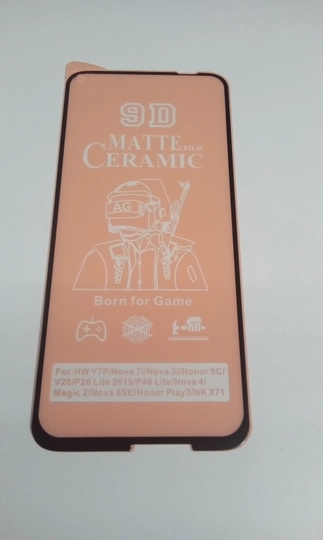 9D
MATTE FILM
CERAMIC
AG
Born for Game
For:HW Y7P/Nova 7i/Nova 5i/Honor 9C/
V20/P20 Lite 2019/P40 Lite/Nova 4/
Magic 2/Nova 6SE/Honor Play3/NK X71